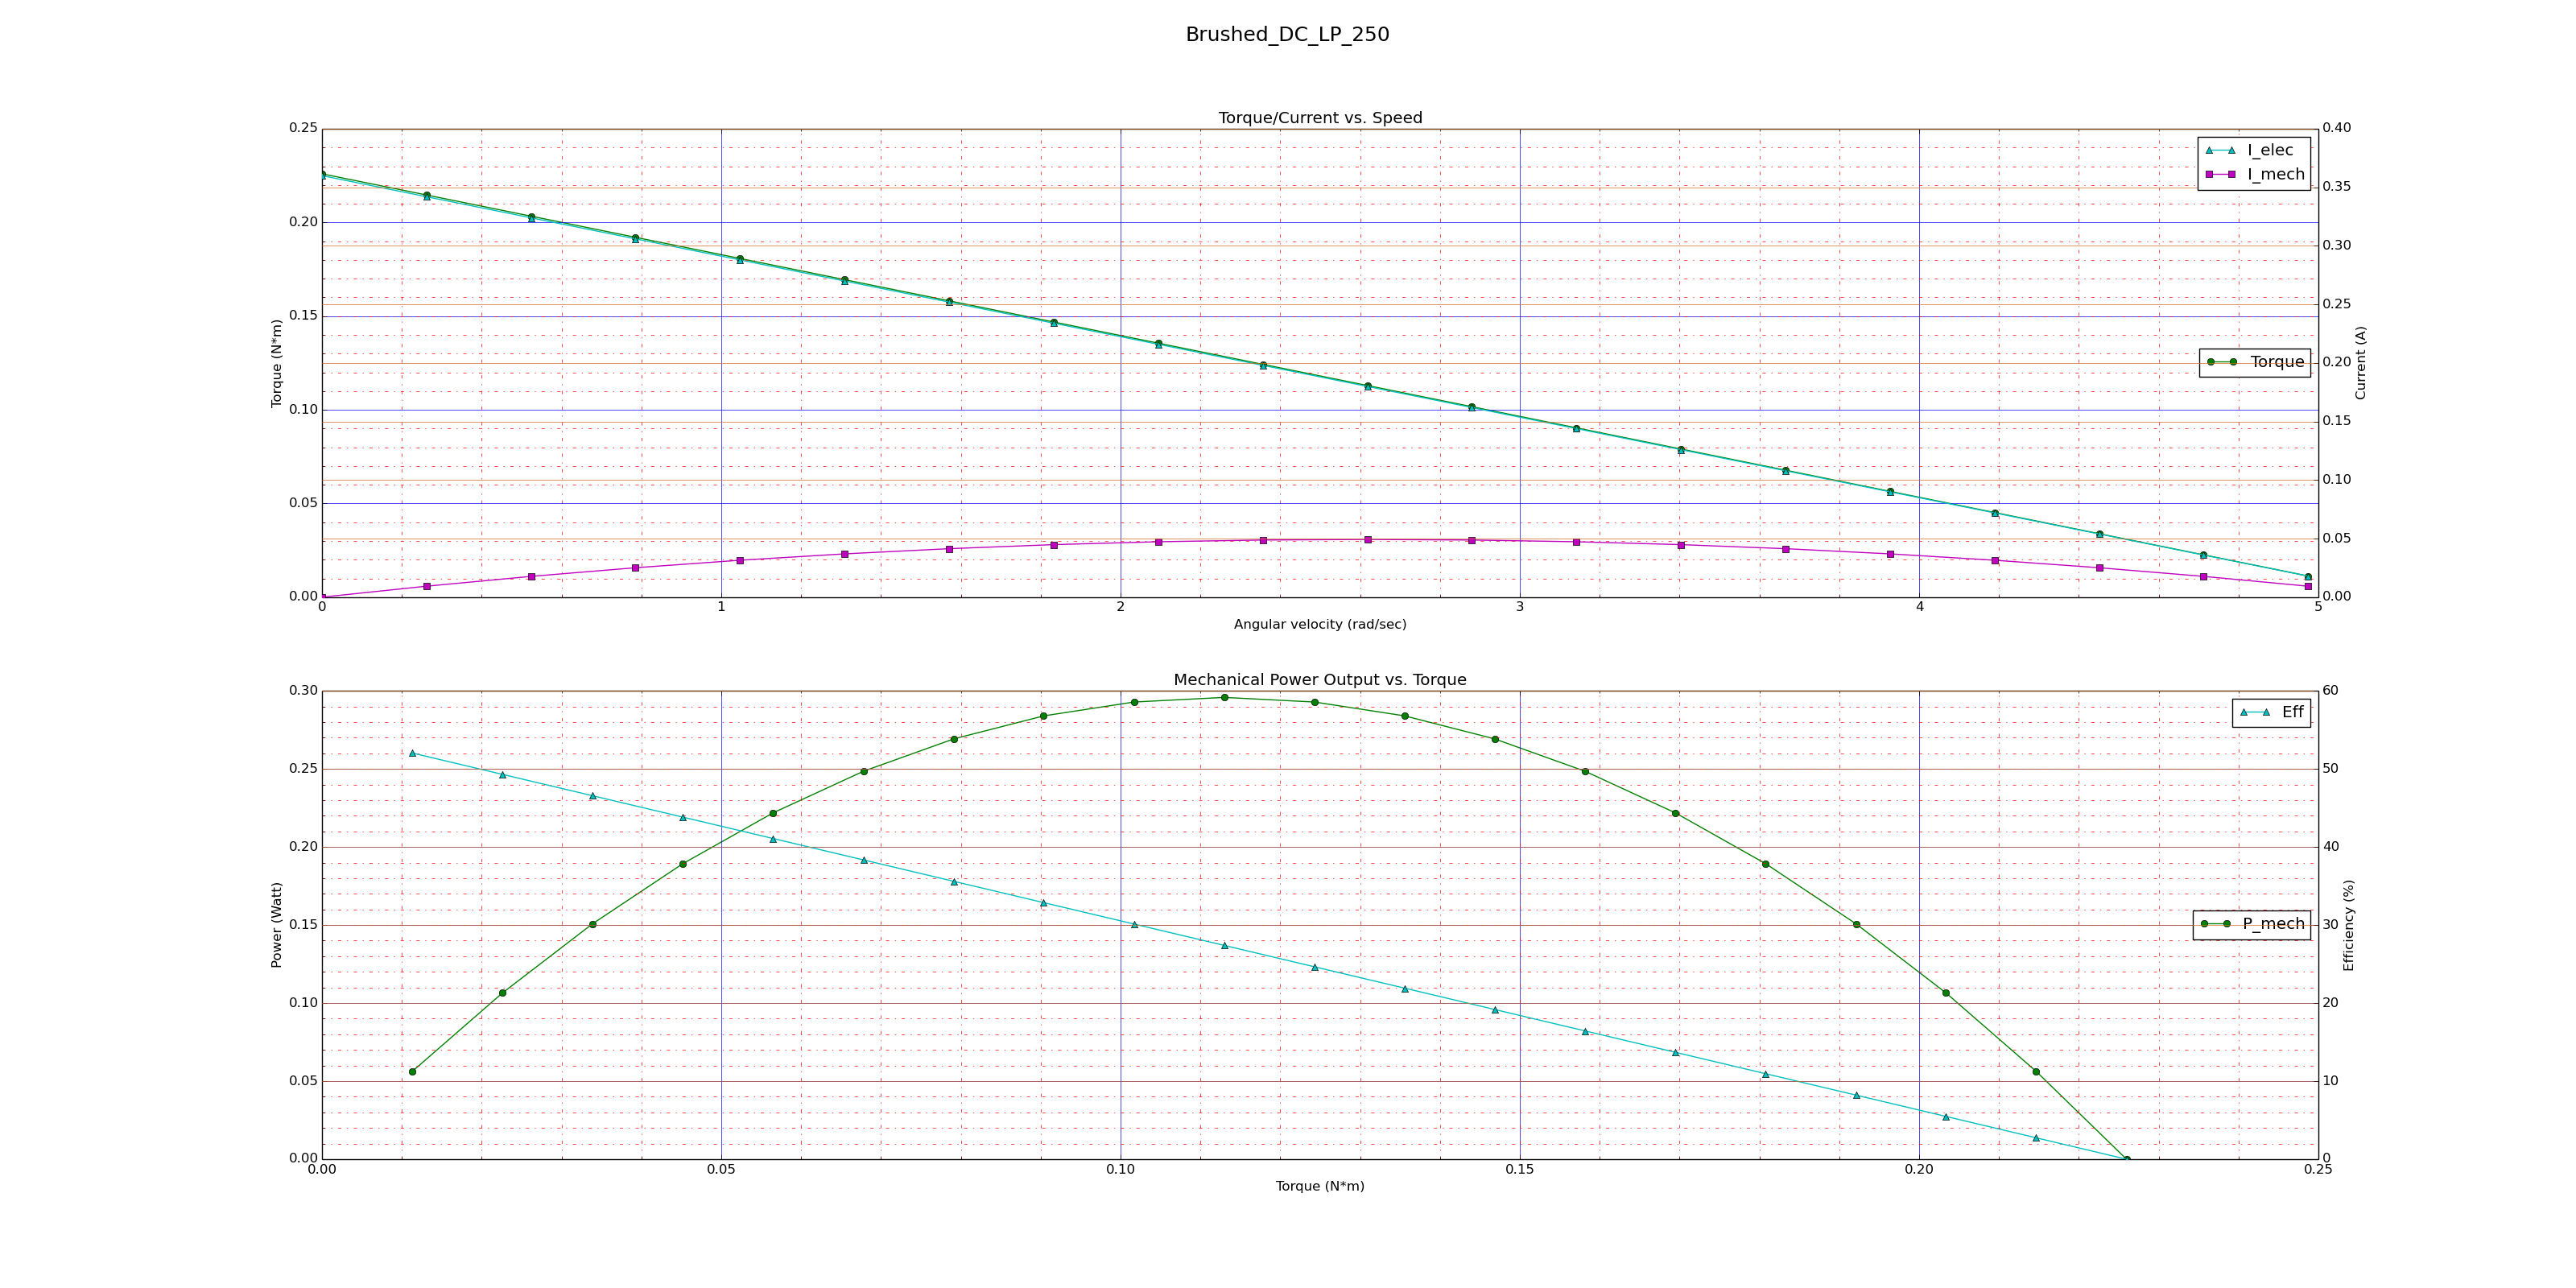 Brushed_DC_LP_250
Torque/Current vs. Speed
0.25
0.20
0.15
0.10
0.05
0.00
Torque (N*m)
0.40
0.35
0.30
0.25
0.20
0.15
0.10
0.05
0.00
Current (A)
I_elec
I_mech
Torque
0 1 2 3 4 5
Angular velocity (rad/sec)
Mechanical Power Output vs. Torque
0.30
0.25
0.20
0.15
0.10
0.05
0.00
Power (Watt)
60
50
40
30
20
10
0
Efficiency (%)
Eff
P_mech
0.00 0.05 0.10 0.15 0.20 0.25
Torque (N*m)